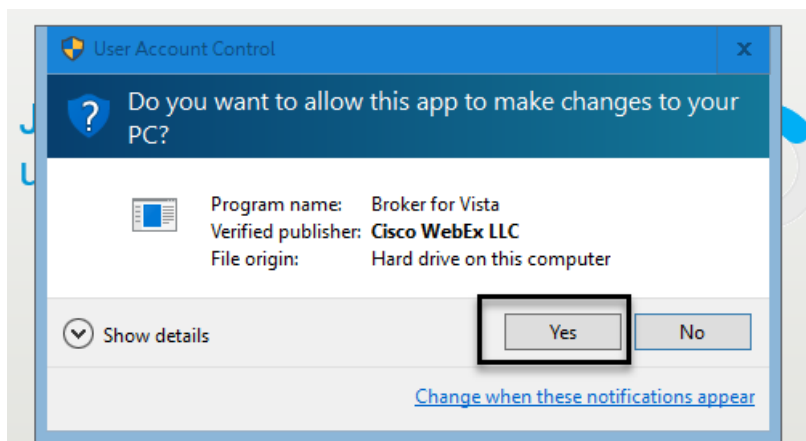 User Account Control
Do you want to allow this app to make changes to your
PC?
Program name: Broker for Vista
Verified publisher: Cisco WebEx LLC
File origin: Hard drive on this computer
Show details
Yes
No
Change when these notifications appear